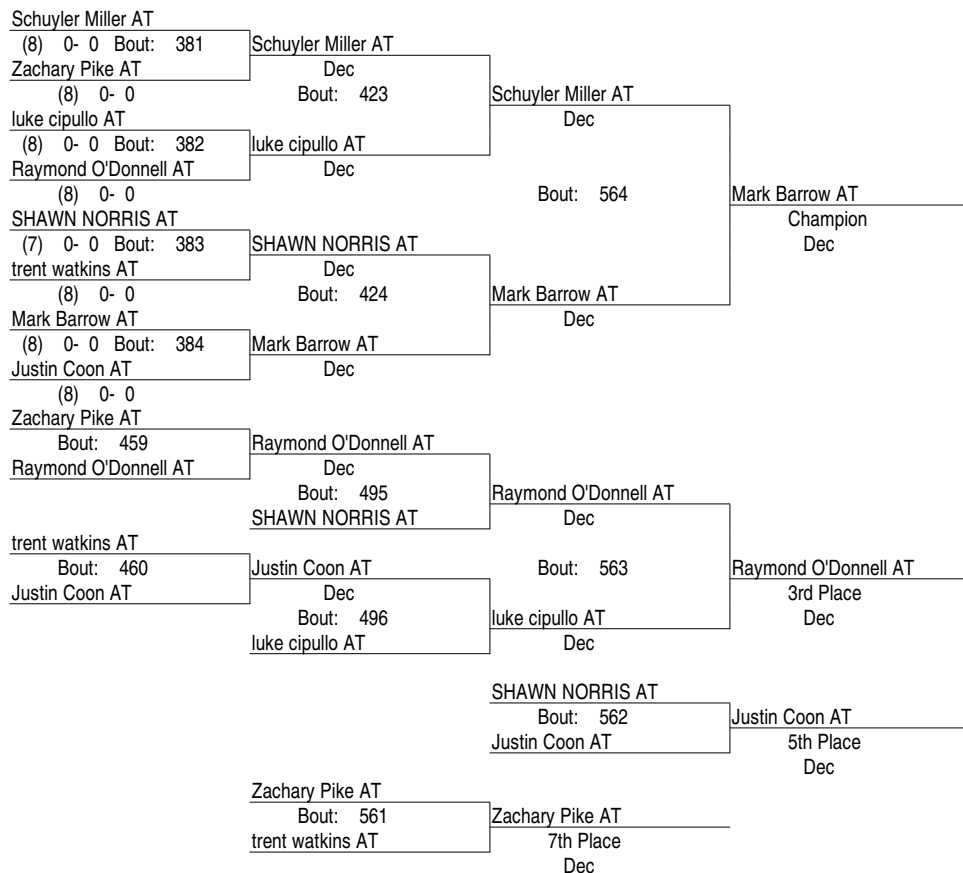 Schuyler Miller AT
(8) 0- 0 Bout: 381 Schuyler Miller AT
Zachary Pike AT Dec
(8) 0- 0 Bout: 423 Schuyler Miller AT
luke cipullo AT Dec
(8) 0- 0 Bout: 382 luke cipullo AT
Raymond O'Donnell AT Dec
(8) 0- 0 Bout: 564 Mark Barrow AT
SHAWN NORRIS AT Champion
(7) 0- 0 Bout: 383 SHAWN NORRIS AT Dec
trent watkins AT Dec
(8) 0- 0 Bout: 424 Mark Barrow AT
Mark Barrow AT Dec
(8) 0- 0 Bout: 384 Mark Barrow AT
Justin Coon AT Dec
(8) 0- 0
Zachary Pike AT
Bout: 459 Raymond O'Donnell AT
Raymond O'Donnell AT Dec
Bout: 495 Raymond O'Donnell AT
SHAWN NORRIS AT Dec
trent watkins AT
Bout: 460 Justin Coon AT Bout: 563 Raymond O'Donnell AT
Justin Coon AT Dec 3rd Place
Bout: 496 luke cipullo AT Dec
luke cipullo AT Dec
SHAWN NORRIS AT
Bout: 562 Justin Coon AT
Justin Coon AT 5th Place
Dec
Zachary Pike AT
Bout: 561 Zachary Pike AT
trent watkins AT 7th Place
Dec